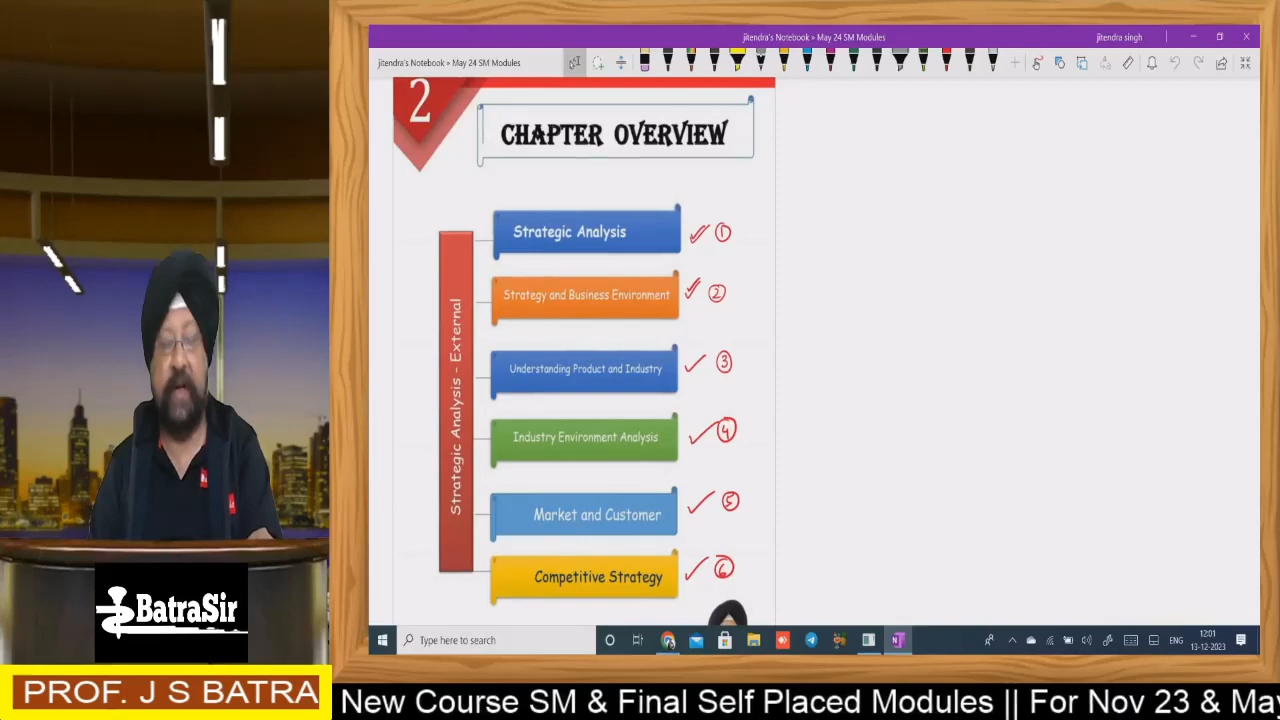 jitendra's Notebook » May 24 SM Modules
jitendra singh
jitendra's Notebook » May 24 SM Modules
2
CHAPTER OVERVIEW
Strategic Analysis - External
Strategic Analysis
1
Strategy and Business Environment
2
Understanding Product and Industry
3
Industry Environment Analysis
4
Market and Customer
5
Competitive Strategy
6
BatraSir
Type here to search
ENG
12:01
13-12-2023
PROF. J S BATRA
New Course SM & Final Self Placed Modules || For Nov 23 & Ma